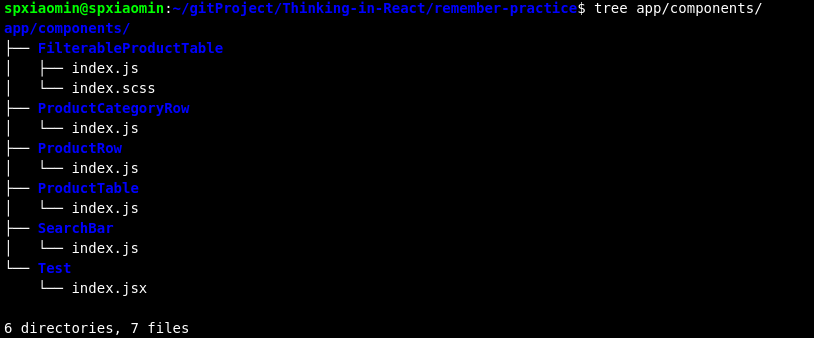 spxiaomin@spxiaomin:~/gitProject/Thinking-in-React/remember-practice$ tree app/components/
app/components/
├── FilterableProductTable
│   ├── index.js
│   └── index.scss
├── ProductCategoryRow
│   └── index.js
├── ProductRow
│   └── index.js
├── ProductTable
│   └── index.js
├── SearchBar
│   └── index.js
└── Test
    └── index.jsx

6 directories, 7 files